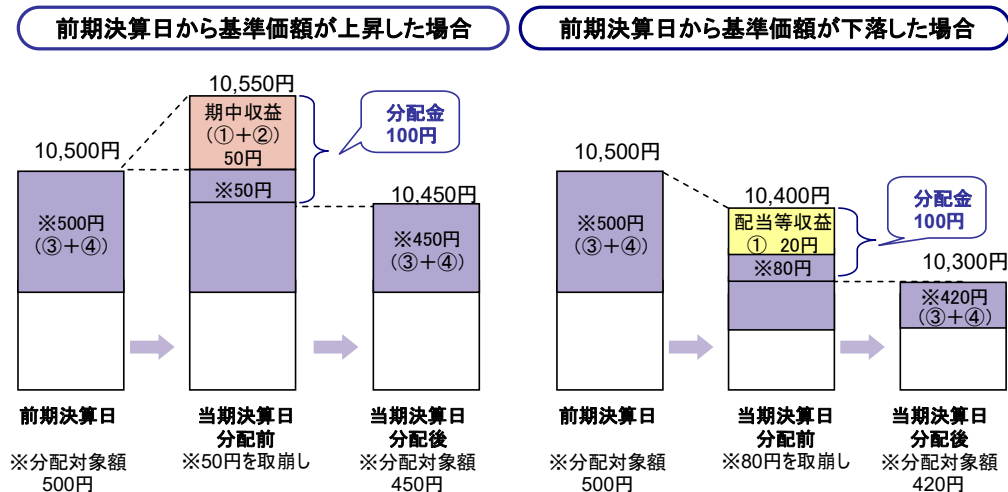 前期決算日から基準価額が上昇した場合
10,550円
期中収益
(①+②)
50円
分配金
100円
10,500円
※50円
10,450円
※500円
(③+④)
※450円
(③+④)
前期決算日
当期決算日
分配前
当期決算日
分配後
※分配対象額
500円
※50円を取崩し
※分配対象額
450円
前期決算日から基準価額が下落した場合
10,500円
10,400円
分配金
100円
配当等収益
① 20円
※500円
(③+④)
※80円
10,300円
※420円
(③+④)
前期決算日
当期決算日
分配前
当期決算日
分配後
※分配対象額
500円
※80円を取崩し
※分配対象額
420円